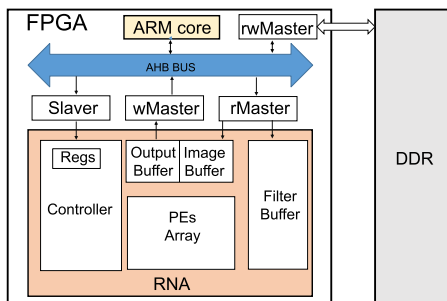 FPGA
ARM core
rwMaster
AHB BUS
Slaver
wMaster
rMaster
Regs
Controller
Output
Buffer
Image
Buffer
PEs
Array
Filter
Buffer
RNA
DDR